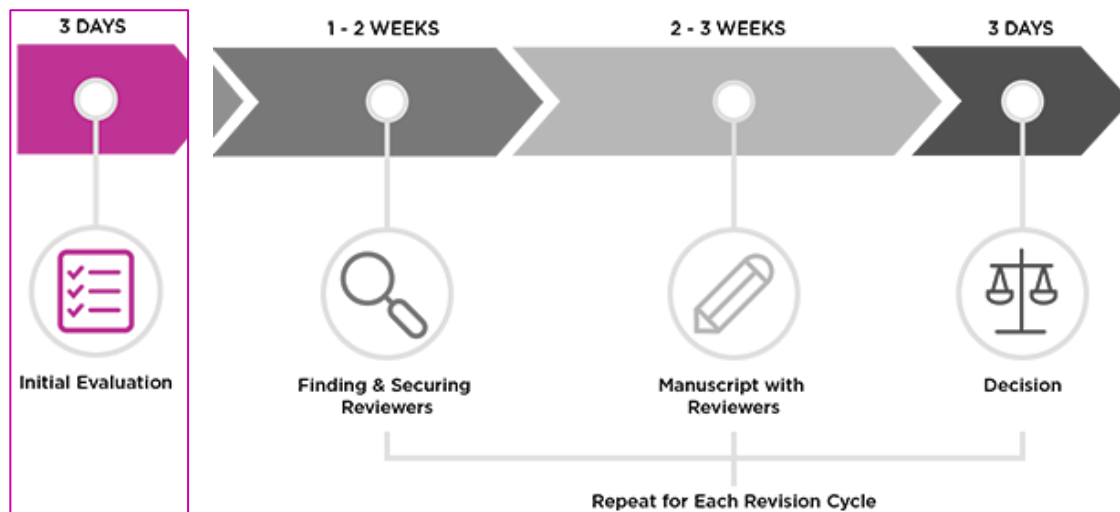 3 DAYS
1 - 2 WEEKS
2 - 3 WEEKS
3 DAYS
Initial Evaluation
Finding & Securing
Reviewers
Manuscript with
Reviewers
Decision
Repeat for Each Revision Cycle